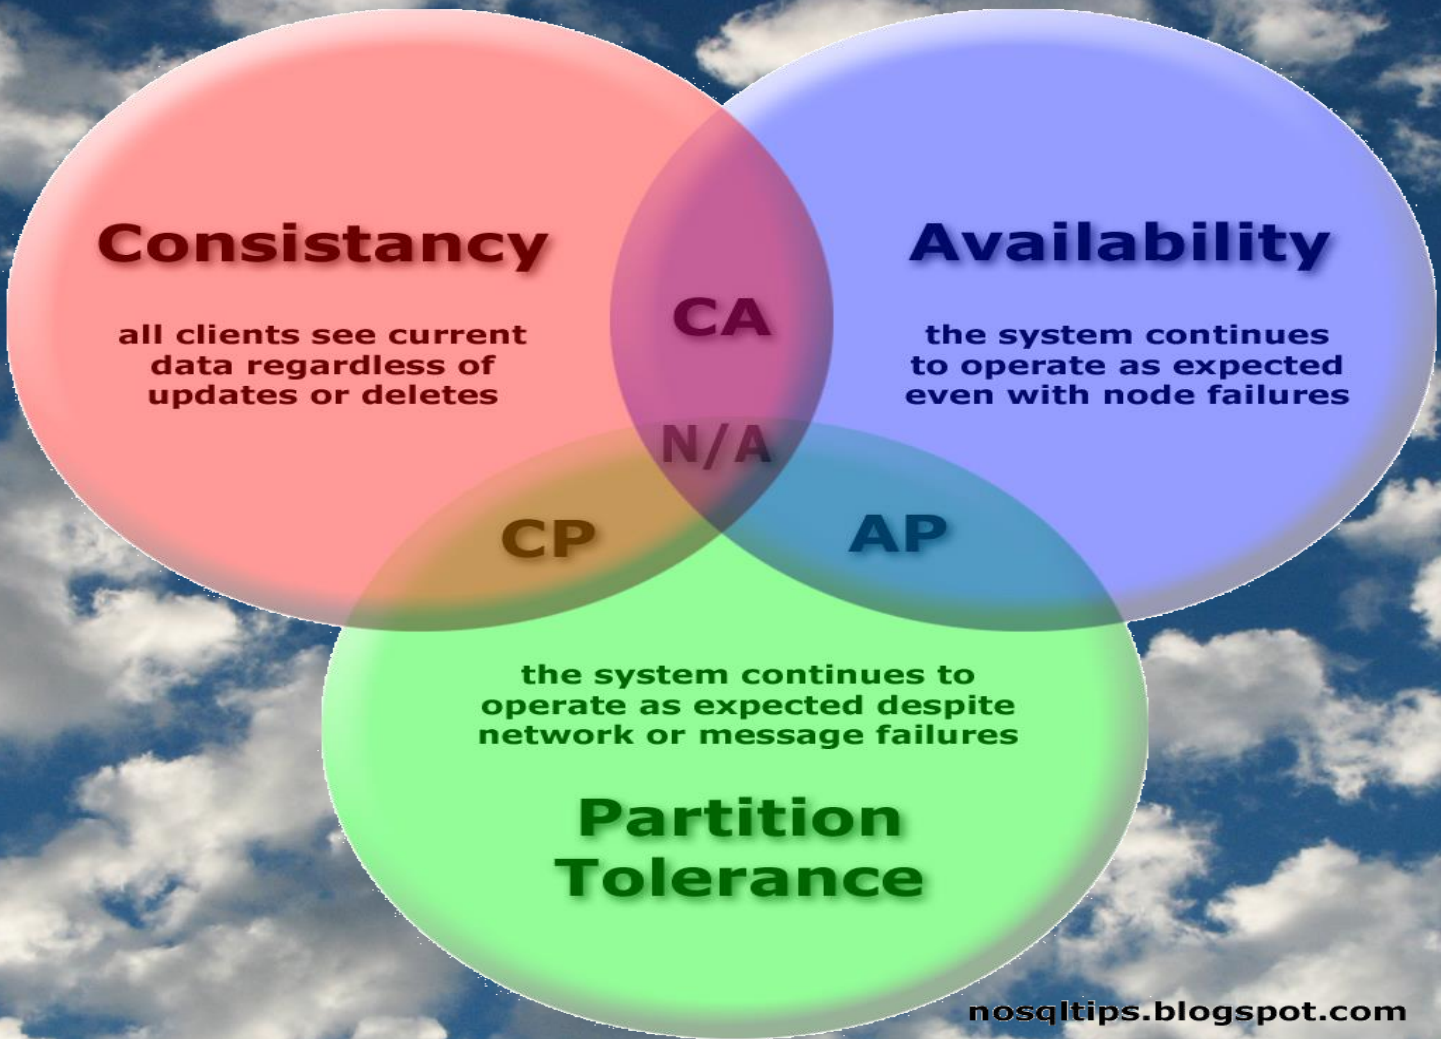 Consistancy
all clients see current
data regardless of
updates or deletes
Availability
the system continues
to operate as expected
even with node failures
CA
N/A
CP
AP
the system continues to
operate as expected despite
network or message failures
Partition
Tolerance
nosqltips.blogspot.com